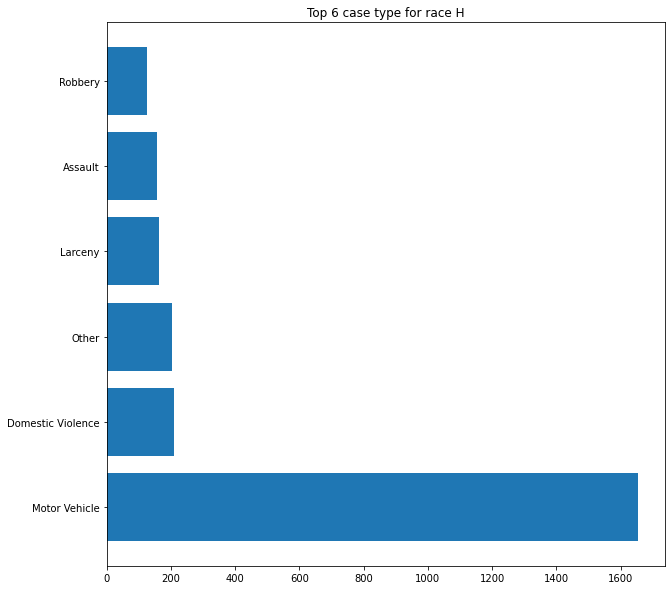 Top 6 case type for race H
Robbery
Assault
Larceny
Other
Domestic Violence
Motor Vehicle
0 200 400 600 800 1000 1200 1400 1600